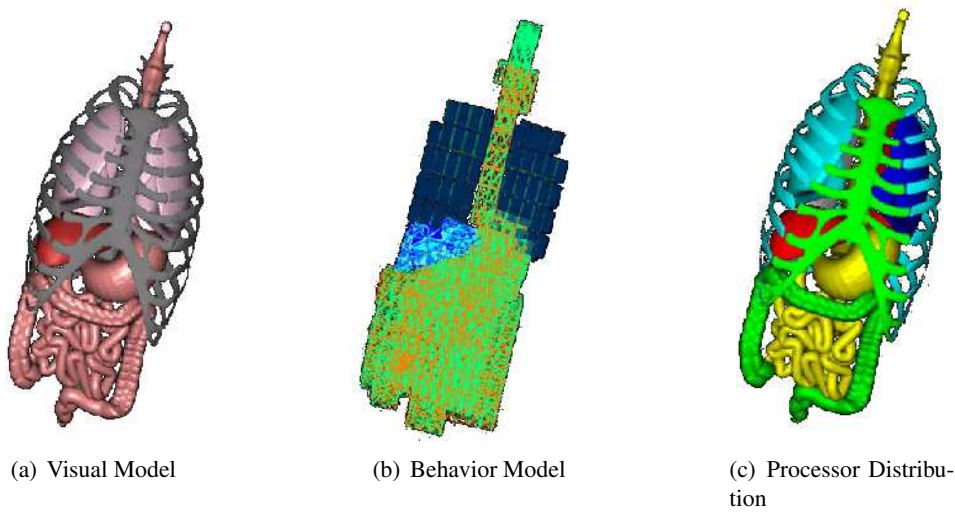 (a) Visual Model
(b) Behavior Model
(c) Processor Distribu-
tion